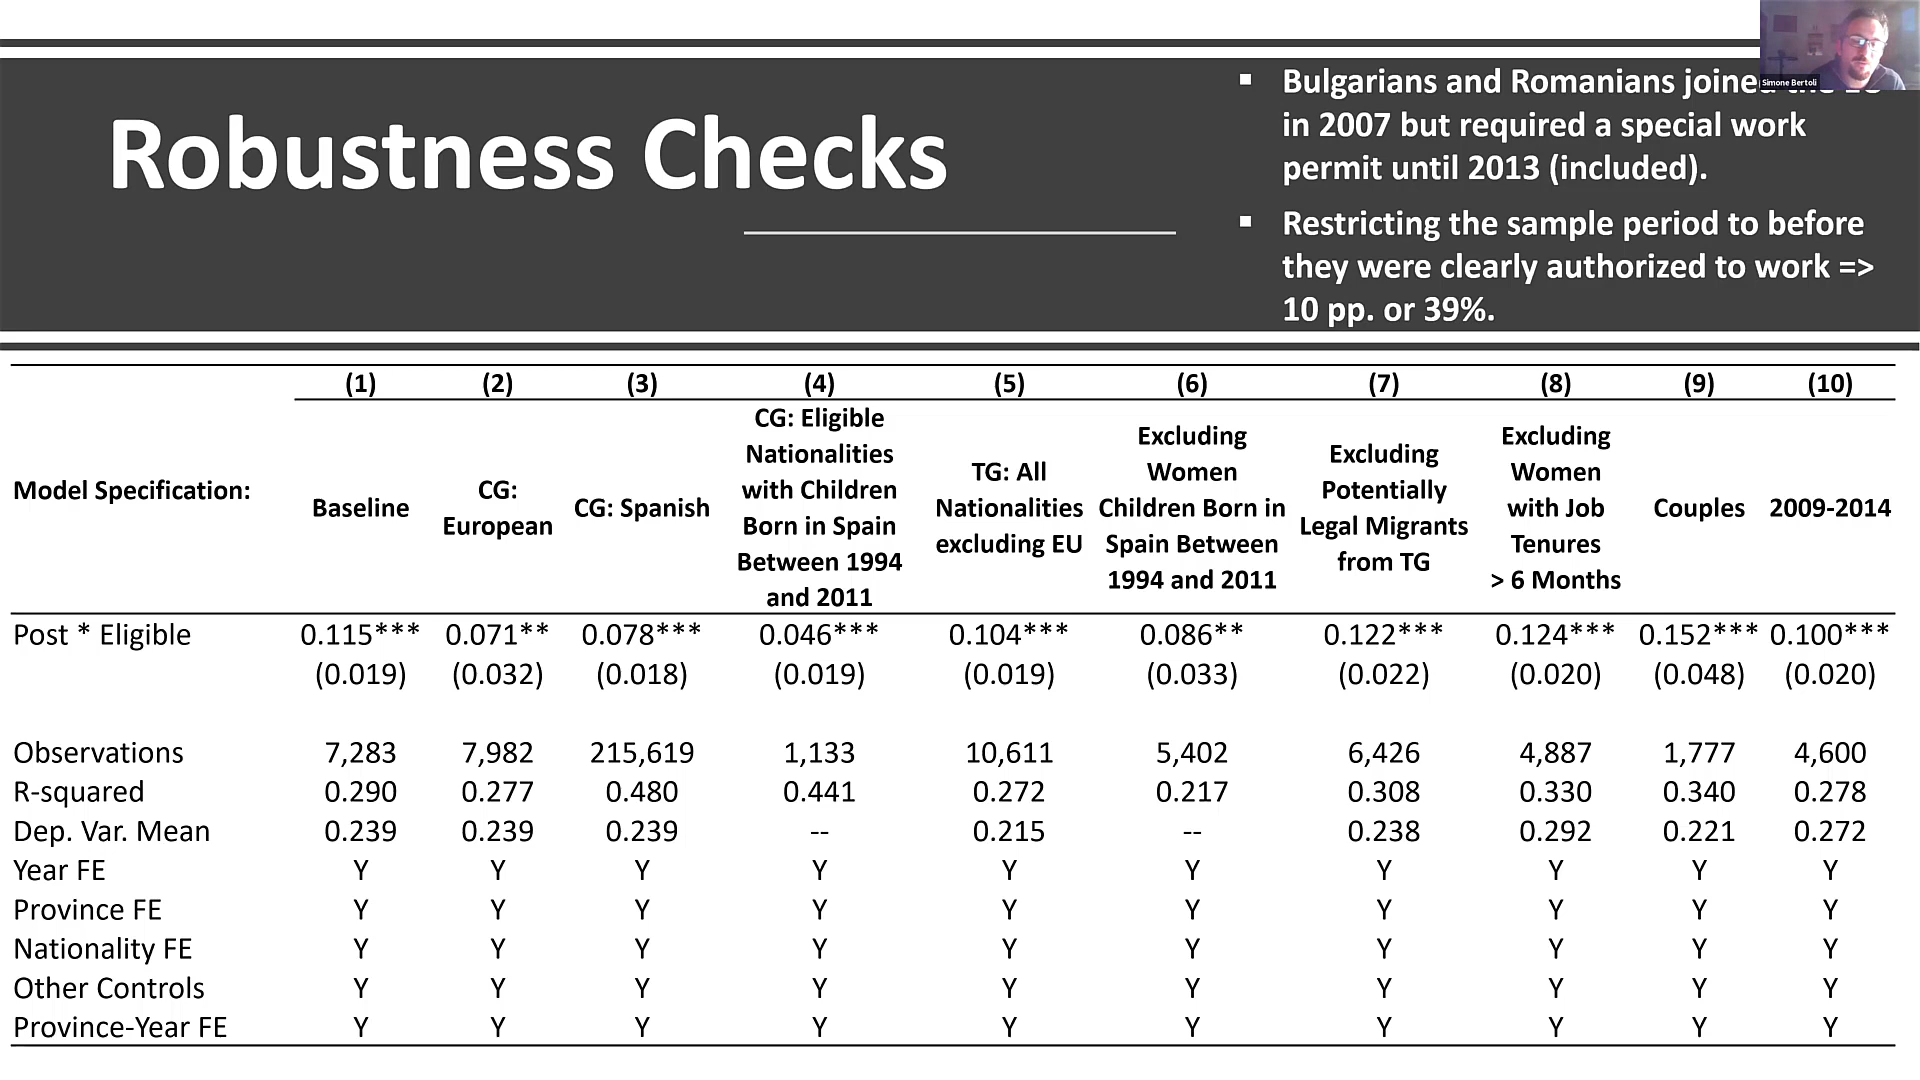 Robustness Checks
▪ Bulgarians and Romanians joined
in 2007 but required a special work
permit until 2013 (included).
▪ Restricting the sample period to before
they were clearly authorized to work =>
10 pp. or 39%.
Simone Bertoli
(1) (2) (3) (4) (5) (6) (7) (8) (9) (10)
Model Specification:
Baseline
CG:
European
CG: Spanish
CG: Eligible
Nationalities
with Children
Born in Spain
Between 1994
and 2011
TG: All
Nationalities
excluding EU
Excluding
Women
Children Born in
Spain Between
1994 and 2011
Excluding
Potentially
Legal Migrants
from TG
Excluding
Women
with Job
Tenures
> 6 Months
Couples
2009-2014
Post * Eligible 0.115*** 0.071** 0.078*** 0.046*** 0.104*** 0.086** 0.122*** 0.124*** 0.152*** 0.100***
(0.019) (0.032) (0.018) (0.019) (0.019) (0.033) (0.022) (0.020) (0.048) (0.020)
Observations 7,283 7,982 215,619 1,133 10,611 5,402 6,426 4,887 1,777 4,600
R-squared 0.290 0.277 0.480 0.441 0.272 0.217 0.308 0.330 0.340 0.278
Dep. Var. Mean 0.239 0.239 0.239 -- 0.215 -- 0.238 0.292 0.221 0.272
Year FE Y Y Y Y Y Y Y Y Y Y
Province FE Y Y Y Y Y Y Y Y Y Y
Nationality FE Y Y Y Y Y Y Y Y Y Y
Other Controls Y Y Y Y Y Y Y Y Y Y
Province-Year FE Y Y Y Y Y Y Y Y Y Y